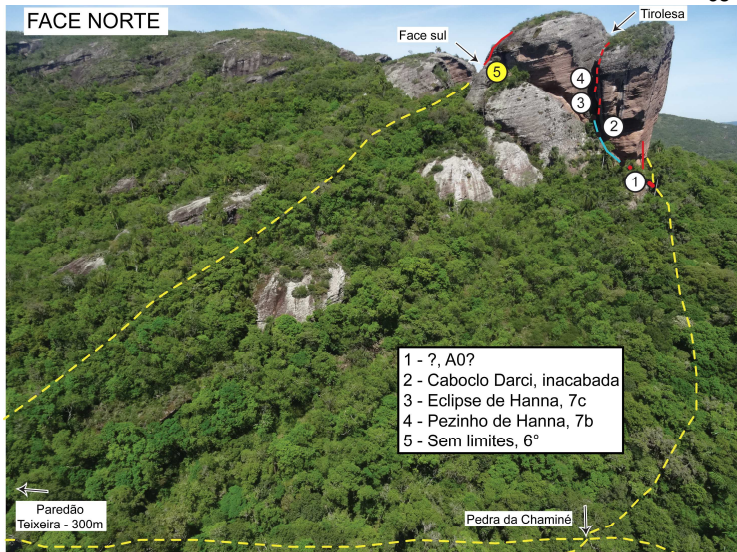 FACE NORTE
Tirolesa
Face sul
5
4
3
2
1
1 - ?, A0?
2 - Caboclo Darci, inacabada
3 - Eclipse de Hanna, 7c
4 - Pezinho de Hanna, 7b
5 - Sem limites, 6°
Paredão
Teixeira - 300m
Pedra da Chaminé